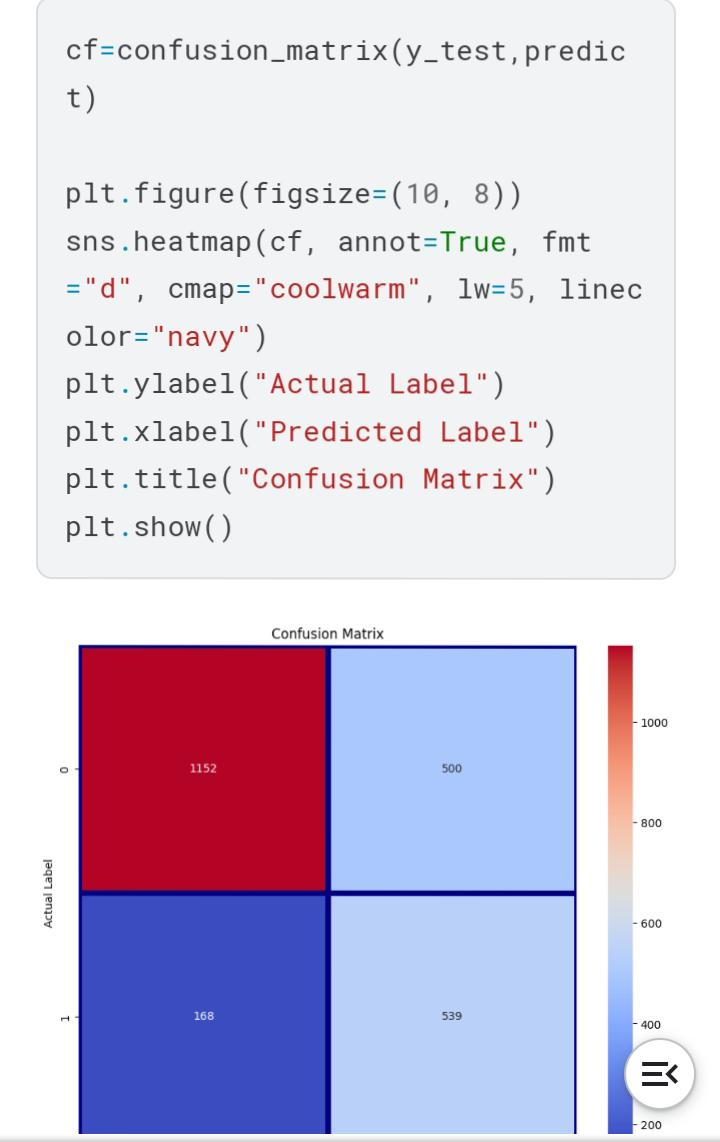 cf=confusion_matrix(y_test,predic
t)
plt.figure(figsize=(10, 8))
sns.heatmap(cf, annot=True, fmt
="d", cmap="coolwarm", lw=5, linec
olor="navy")
plt.ylabel("Actual Label")
plt.xlabel("Predicted Label")
plt.title("Confusion Matrix")
plt.show()
Confusion Matrix
1152
500
168
539
0
1
Actual Label
1000
800
600
400
200